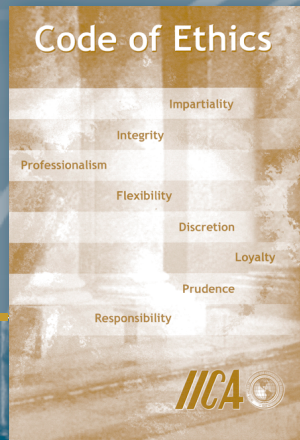 Code of Ethics
Impartiality
Integrity
Professionalism
Flexibility
Discretion
Loyalty
Prudence
Responsibility
IICA